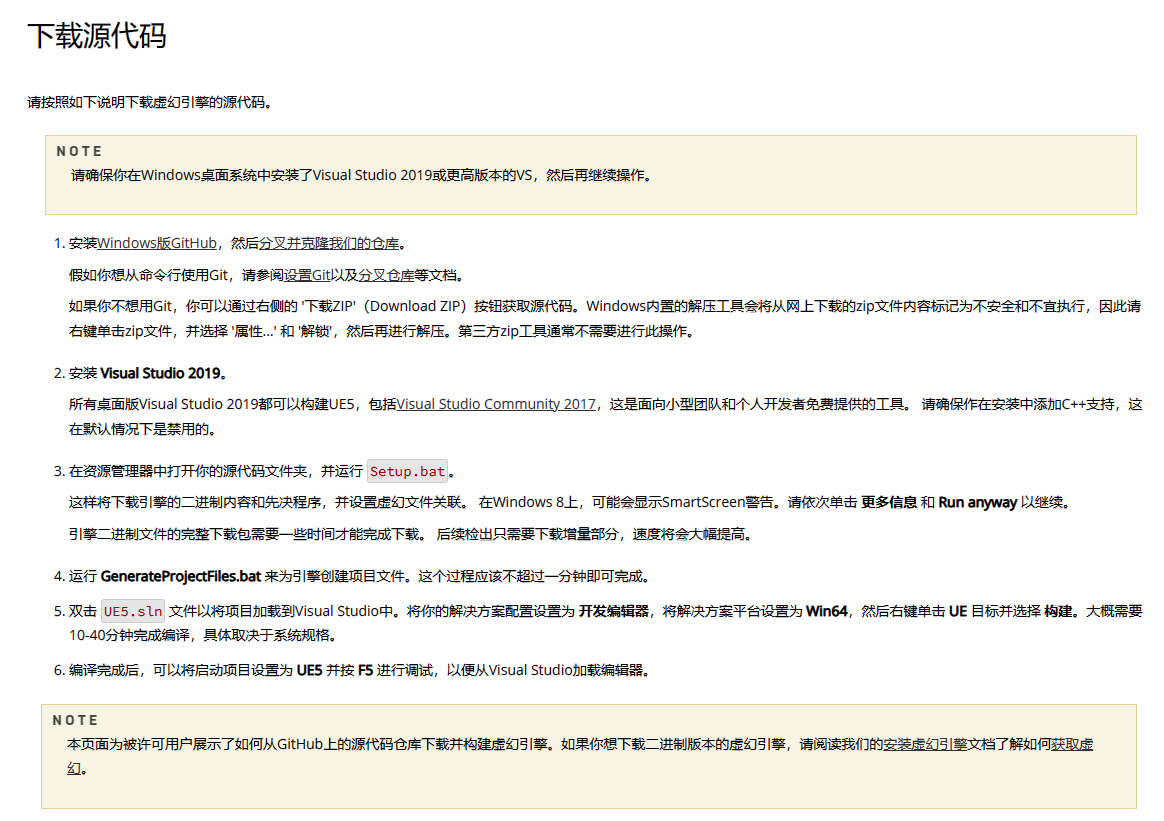 下载源代码
请按照如下说明下载虚幻引擎的源代码。
NOTE
请确保你在Windows桌面系统中安装了Visual Studio 2019或更高版本的VS，然后再继续操作。
1. 安装Windows版GitHub，然后分叉并克隆我们的仓库。
假如你想从命令行使用Git，请参阅设置Git以及分叉仓库等文档。
如果你不想用Git，你可以通过右侧的 '下载ZIP'（Download ZIP）按钮获取源代码。Windows内置的解压工具会将从网上下载的zip文件内容标记为不安全和不宜执行，因此请
右键单击zip文件，并选择 '属性...' 和 '解锁'，然后再进行解压。第三方zip工具通常不需要进行此操作。
2. 安装 Visual Studio 2019。
所有桌面版Visual Studio 2019都可以构建UE5，包括Visual Studio Community 2017，这是面向小型团队和个人开发者免费提供的工具。 请确保作在安装中添加C++支持，这
在默认情况下是禁用的。
3. 在资源管理器中打开你的源代码文件夹，并运行 Setup.bat。
这样将下载引擎的二进制内容和先决程序，并设置虚幻文件关联。 在Windows 8上，可能会显示SmartScreen警告。请依次单击 更多信息 和 Run anyway 以继续。
引擎二进制文件的完整下载包需要一些时间才能完成下载。 后续检出只需要下载增量部分，速度将会大幅提高。
4. 运行 GenerateProjectFiles.bat 来为引擎创建项目文件。这个过程应该不超过一分钟即可完成。
5. 双击 UE5.sln 文件以将项目加载到Visual Studio中。将你的解决方案配置设置为 开发编辑器，将解决方案平台设置为 Win64，然后右键单击 UE 目标并选择 构建。大概需要
10-40分钟完成编译，具体取决于系统规格。
6. 编译完成后，可以将启动项目设置为 UE5 并按 F5 进行调试，以便从Visual Studio加载编辑器。
NOTE
本页面为被许可用户展示了如何从GitHub上的源代码仓库下载并构建虚幻引擎。如果你想下载二进制版本的虚幻引擎，请阅读我们的安装虚幻引擎文档了解如何获取虚
幻。